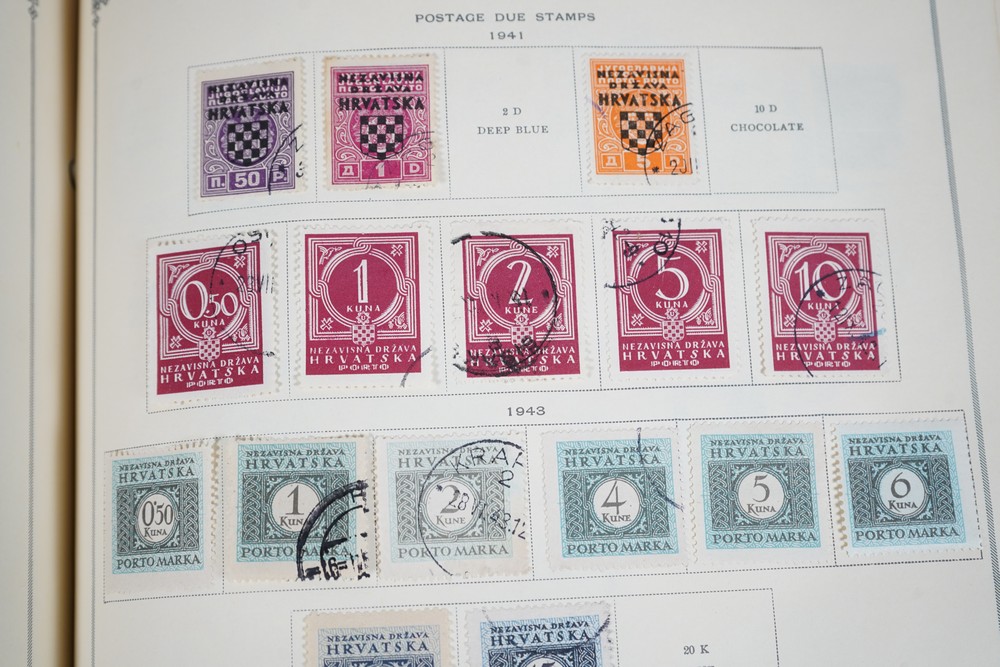 POSTAGE DUE STAMPS
1941
NEZAVISNA
DRŽAVA
HRVATSKA
П. 50 Р.
NEZAVISNA
DRŽAVA
HRVATSKA
Д 1 D
2 D
DEEP BLUE
ЈУГОСЛАВИЈА
NEZAVISNA
DRŽAVA
HRVATSKA
Д 5 D
10 D
CHOCOLATE
0.50
KUNA
NEZAVISNA DRŽAVA
HRVATSKA
PORTO
1
KUNA
NEZAVISNA DRŽAVA
HRVATSKA
PORTO
2
KUNE
NEZAVISNA DRŽAVA
HRVATSKA
PORTO
5
KUNA
NEZAVISNA DRŽAVA
HRVATSKA
PORTO
10
KUNA
NEZAVISNA DRŽAVA
HRVATSKA
PORTO
1943
NEZAVISNA DRŽAVA
HRVATSKA
0'50
KUNA
PORTO MARKA
NEZAVISNA DRŽAVA
HRVATSKA
1
KUNA
PORTO MARKA
NEZAVISNA DRŽAVA
HRVATSKA
2
KUNE
PORTO MARKA
NEZAVISNA DRŽAVA
HRVATSKA
4
KUNE
PORTO MARKA
NEZAVISNA DRŽAVA
HRVATSKA
5
KUNA
PORTO MARKA
NEZAVISNA DRŽAVA
HRVATSKA
6
KUNA
PORTO MARKA
NEZAVISNA DRŽAVA
HRVATSKA
NEZAVISNA DRŽAVA
HRVATSKA
20 K